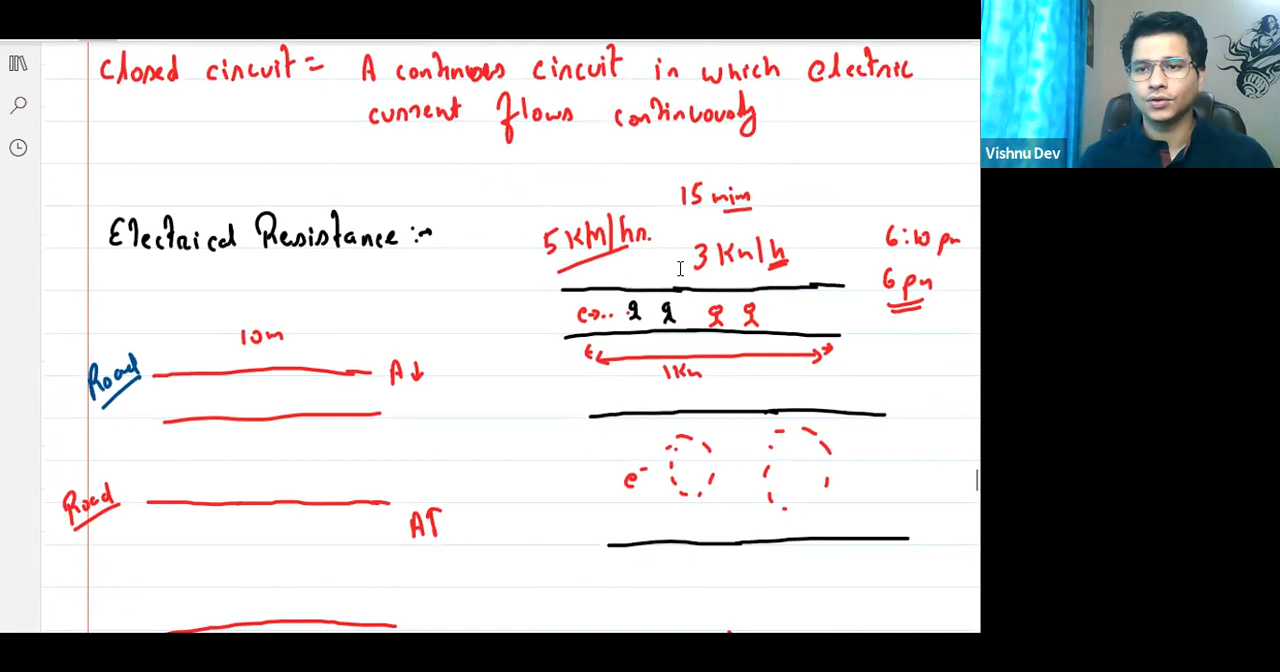 Closed circuit = A continuous circuit in which electric
current flows continuously
Vishnu Dev
15 min
Electrical Resistance :-
5 KM/hr.
3 Km/h
6:10 pm
6 pm
e→..
10m
Road
A↓
1Km
e⁻
Road
A↑